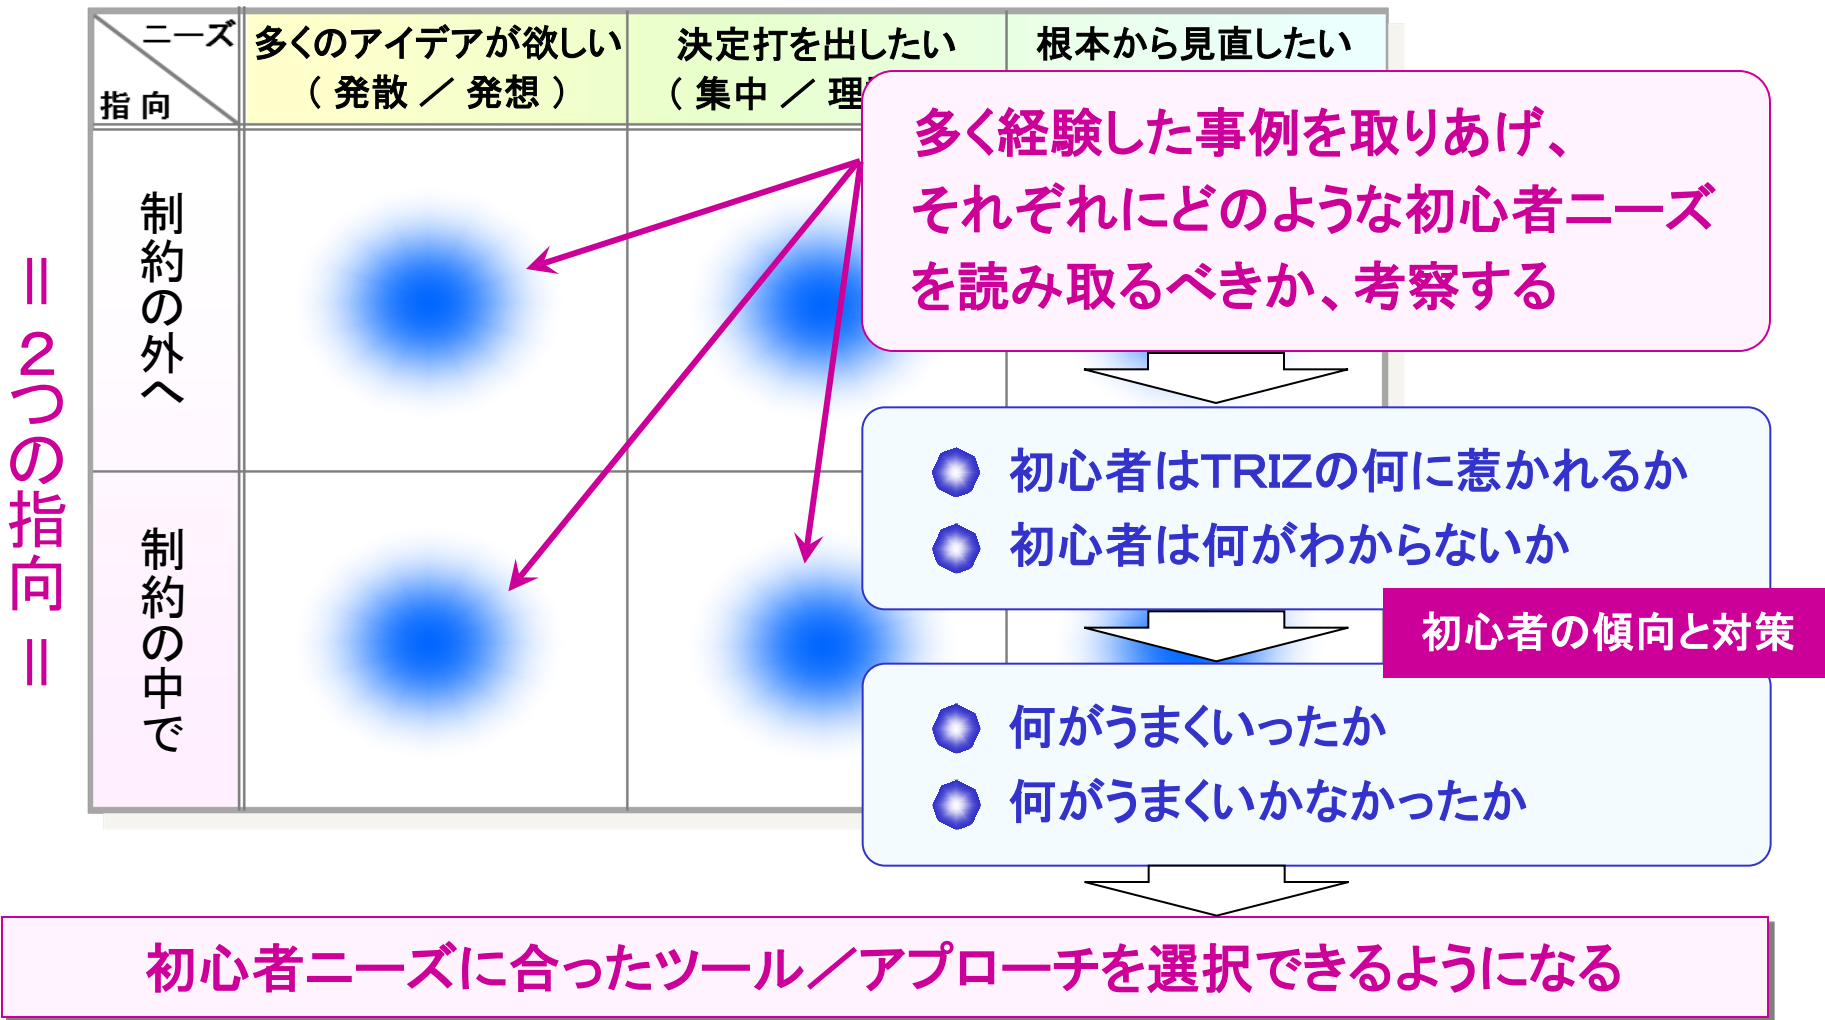 ニーズ
指 向
多くのアイデアが欲しい
（ 発散 ／ 発想 ）
決定打を出したい
（ 集中 ／ 理
根本から見直したい
＝２つの指向＝
制約の外へ
制約の中で
多く経験した事例を取りあげ、
それぞれにどのような初心者ニーズ
を読み取るべきか、考察する
初心者はTRIZの何に惹かれるか
初心者は何がわからないか
初心者の傾向と対策
何がうまくいったか
何がうまくいかなかったか
初心者ニーズに合ったツール／アプローチを選択できるようになる